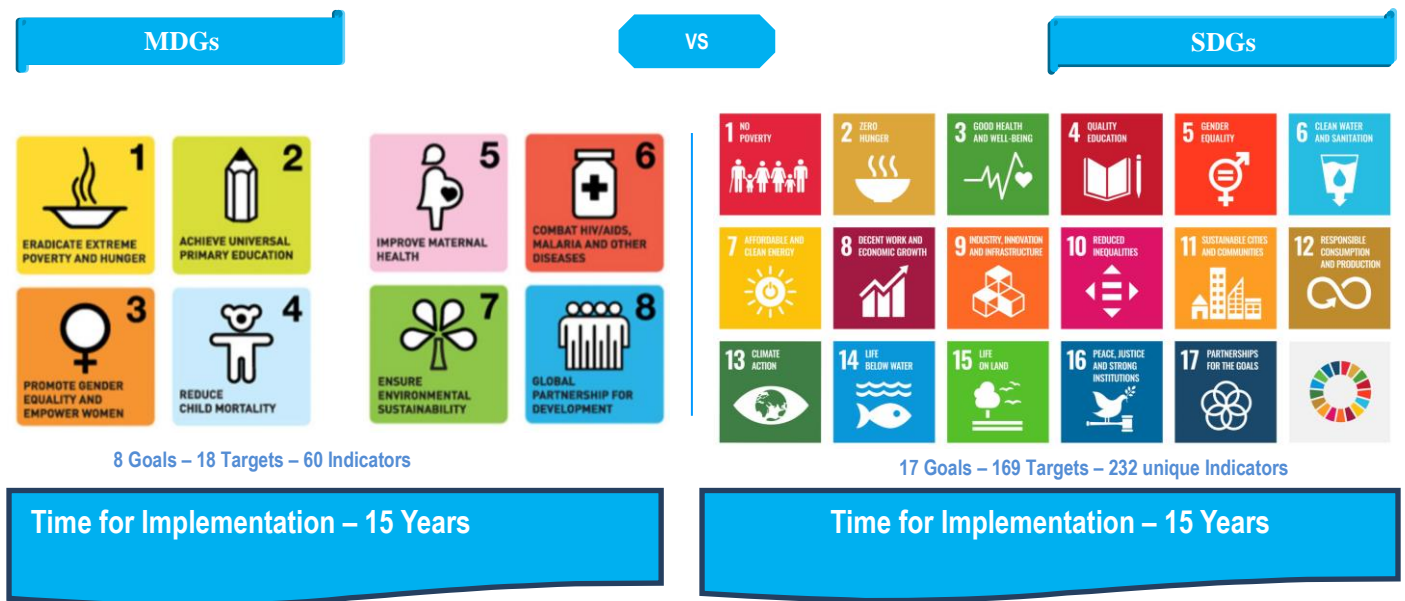 MDGs
VS
SDGs
1
ERADICATE EXTREME
POVERTY AND HUNGER
2
ACHIEVE UNIVERSAL
PRIMARY EDUCATION
3
PROMOTE GENDER
EQUALITY AND
EMPOWER WOMEN
4
REDUCE
CHILD MORTALITY
5
IMPROVE MATERNAL
HEALTH
6
COMBAT HIV/AIDS,
MALARIA AND OTHER
DISEASES
7
ENSURE
ENVIRONMENTAL
SUSTAINABILITY
8
GLOBAL
PARTNERSHIP FOR
DEVELOPMENT
8 Goals – 18 Targets – 60 Indicators
Time for Implementation – 15 Years
1 NO
POVERTY
2 ZERO
HUNGER
3 GOOD HEALTH
AND WELL-BEING
4 QUALITY
EDUCATION
5 GENDER
EQUALITY
6 CLEAN WATER
AND SANITATION
7 AFFORDABLE AND
CLEAN ENERGY
8 DECENT WORK AND
ECONOMIC GROWTH
9 INDUSTRY, INNOVATION
AND INFRASTRUCTURE
10 REDUCED
INEQUALITIES
11 SUSTAINABLE CITIES
AND COMMUNITIES
12 RESPONSIBLE
CONSUMPTION
AND PRODUCTION
13 CLIMATE
ACTION
14 LIFE
BELOW WATER
15 LIFE
ON LAND
16 PEACE, JUSTICE
AND STRONG
INSTITUTIONS
17 PARTNERSHIPS
FOR THE GOALS
17 Goals – 169 Targets – 232 unique Indicators
Time for Implementation – 15 Years